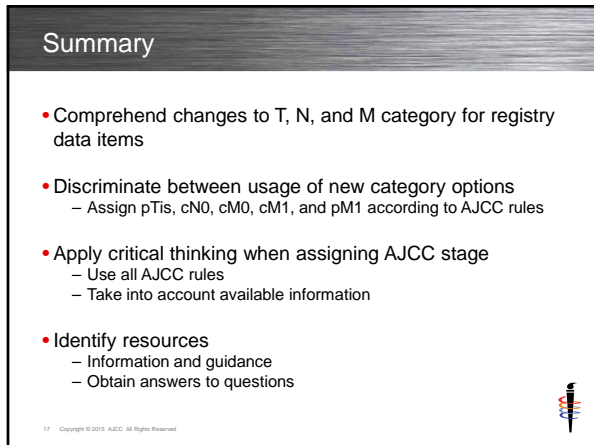 Summary
• Comprehend changes to T, N, and M category for registry
data items
• Discriminate between usage of new category options
– Assign pTis, cN0, cM0, cM1, and pM1 according to AJCC rules
• Apply critical thinking when assigning AJCC stage
– Use all AJCC rules
– Take into account available information
• Identify resources
– Information and guidance
– Obtain answers to questions
17 Copyright © 2015 AJCC All Rights Reserved